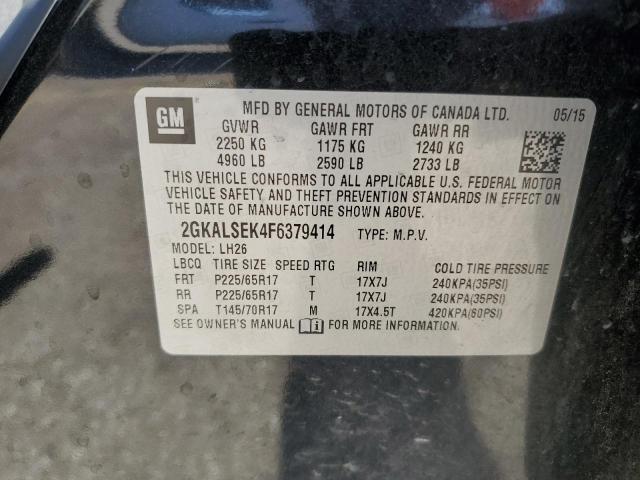 GM
MFD BY GENERAL MOTORS OF CANADA LTD. 05/15
GVWR GAWR FRT GAWR RR
2250 KG 1175 KG 1240 KG
4960 LB 2590 LB 2733 LB
THIS VEHICLE CONFORMS TO ALL APPLICABLE U.S. FEDERAL MOTOR
VEHICLE SAFETY AND THEFT PREVENTION STANDARDS IN EFFECT ON
THE DATE OF MANUFACTURE SHOWN ABOVE.
2GKALSEK4F6379414 TYPE: M.P.V.
MODEL: LH26
LBCQ TIRE SIZE SPEED RTG RIM COLD TIRE PRESSURE
FRT P225/65R17 T 17X7J 240KPA(35PSI)
RR P225/65R17 T 17X7J 240KPA(35PSI)
SPA T145/70R17 M 17X4.5T 420KPA(60PSI)
SEE OWNER'S MANUAL FOR MORE INFORMATION.